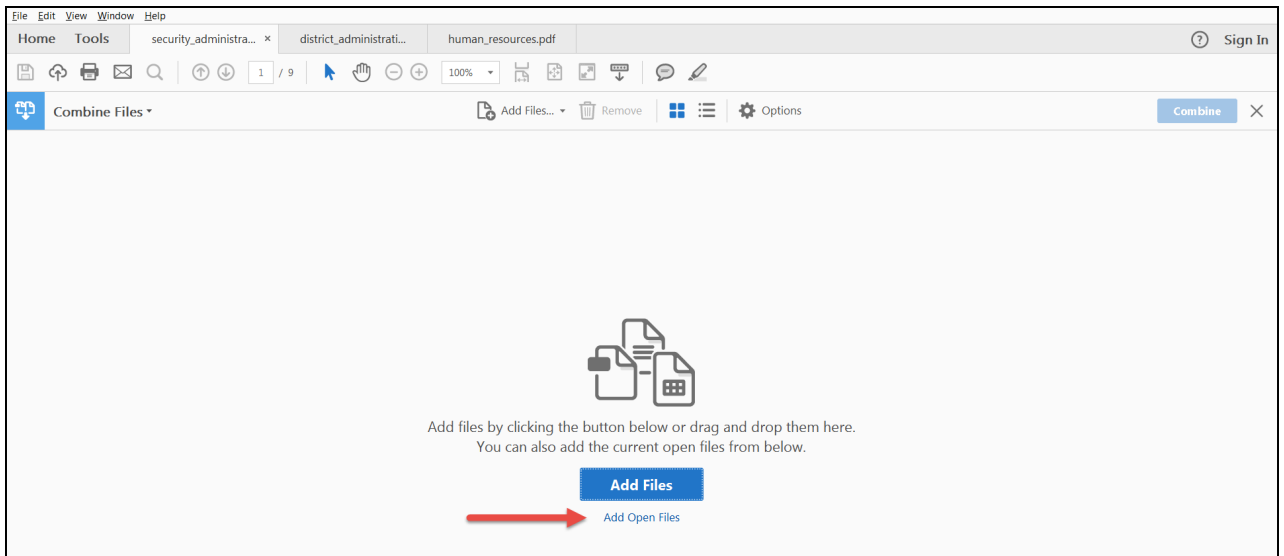 File Edit View Window Help
Home Tools security_administra... × district_administrati... human_resources.pdf ? Sign In
1 / 9 100%
Combine Files Add Files... Remove Options Combine
Add files by clicking the button below or drag and drop them here.
You can also add the current open files from below.
Add Files
Add Open Files